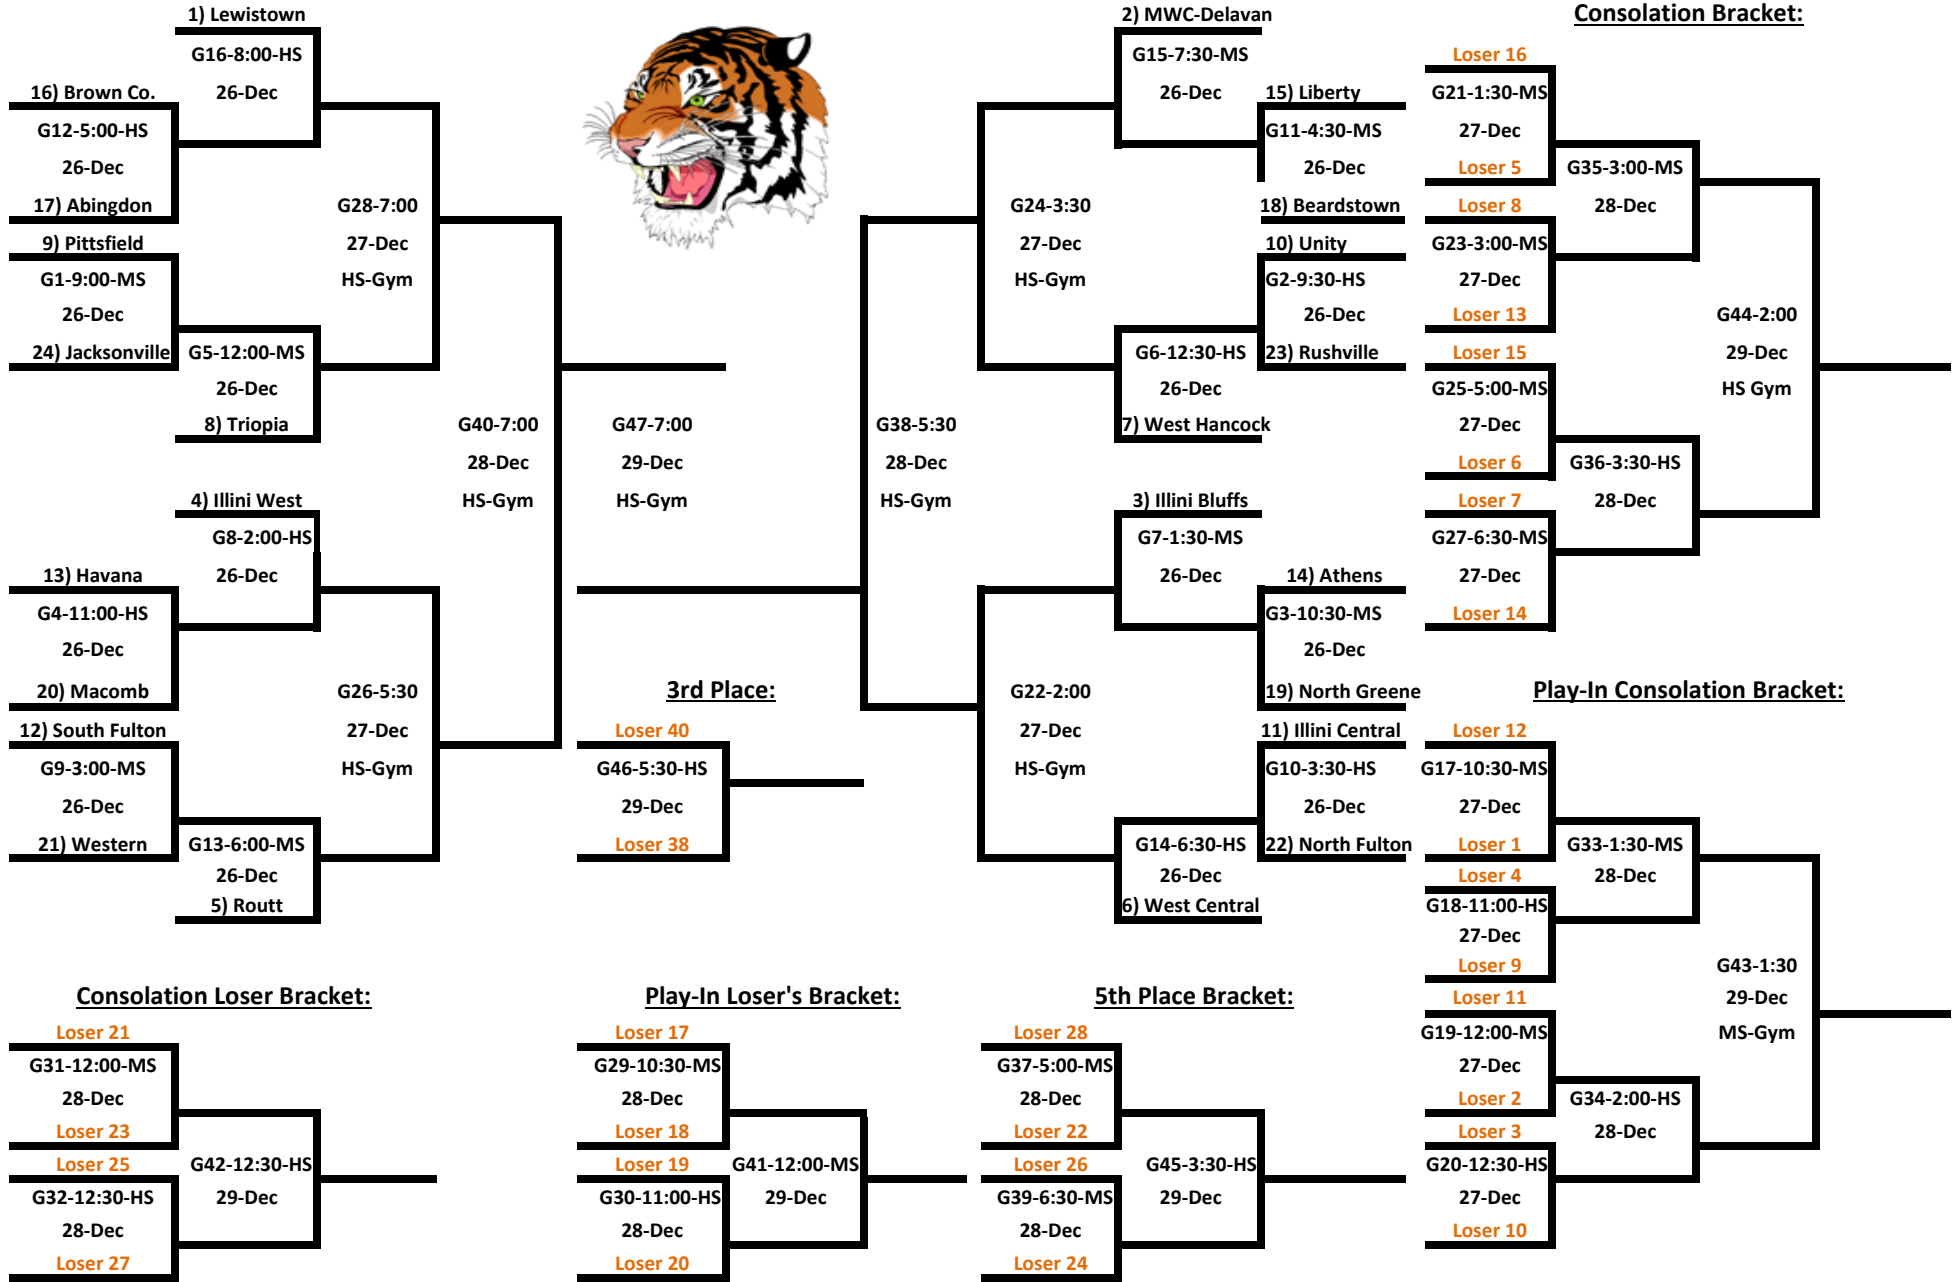 1) Lewistown
G16-8:00-HS
26-Dec
16) Brown Co.
G12-5:00-HS
26-Dec
17) Abingdon
9) Pittsfield
G1-9:00-MS
26-Dec
24) Jacksonville
G5-12:00-MS
26-Dec
8) Triopia
G28-7:00
27-Dec
HS-Gym
4) Illini West
G8-2:00-HS
26-Dec
13) Havana
G4-11:00-HS
26-Dec
20) Macomb
12) South Fulton
G9-3:00-MS
26-Dec
21) Western
G13-6:00-MS
26-Dec
5) Routt
G26-5:30
27-Dec
HS-Gym
G40-7:00
28-Dec
HS-Gym
G47-7:00
29-Dec
HS-Gym
G38-5:30
28-Dec
HS-Gym
2) MWC-Delavan
G15-7:30-MS
26-Dec
15) Liberty
G11-4:30-MS
26-Dec
18) Beardstown
G24-3:30
27-Dec
HS-Gym
10) Unity
G2-9:30-HS
26-Dec
23) Rushville
G6-12:30-HS
26-Dec
7) West Hancock
3) Illini Bluffs
G7-1:30-MS
26-Dec
14) Athens
G3-10:30-MS
26-Dec
19) North Greene
G22-2:00
27-Dec
HS-Gym
11) Illini Central
G10-3:30-HS
26-Dec
22) North Fulton
G14-6:30-HS
26-Dec
6) West Central
3rd Place:
Loser 40
G46-5:30-HS
29-Dec
Loser 38
Consolation Bracket:
Loser 16
G21-1:30-MS
27-Dec
Loser 5
G35-3:00-MS
28-Dec
Loser 8
G23-3:00-MS
27-Dec
Loser 13
G44-2:00
29-Dec
HS Gym
Loser 15
G25-5:00-MS
27-Dec
Loser 6
G36-3:30-HS
28-Dec
Loser 7
G27-6:30-MS
27-Dec
Loser 14
Play-In Consolation Bracket:
Loser 12
G17-10:30-MS
27-Dec
Loser 1
G33-1:30-MS
28-Dec
Loser 4
G18-11:00-HS
27-Dec
Loser 9
G43-1:30
29-Dec
MS-Gym
Loser 11
G19-12:00-MS
27-Dec
Loser 2
G34-2:00-HS
28-Dec
Loser 3
G20-12:30-HS
27-Dec
Loser 10
Consolation Loser Bracket:
Loser 21
G31-12:00-MS
28-Dec
Loser 23
Loser 25
G32-12:30-HS
28-Dec
Loser 27
G42-12:30-HS
29-Dec
Play-In Loser's Bracket:
Loser 17
G29-10:30-MS
28-Dec
Loser 18
Loser 19
G30-11:00-HS
28-Dec
Loser 20
G41-12:00-MS
29-Dec
5th Place Bracket:
Loser 28
G37-5:00-MS
28-Dec
Loser 22
Loser 26
G39-6:30-MS
28-Dec
Loser 24
G45-3:30-HS
29-Dec